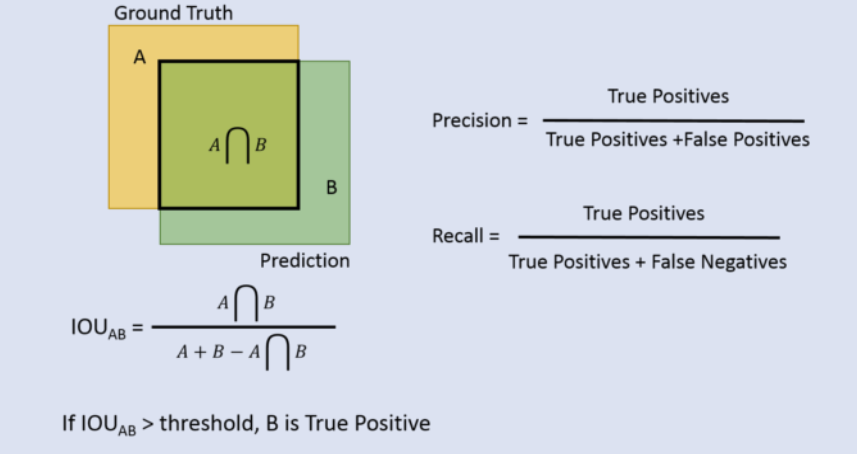 Ground Truth
A
A ⋂ B
B
Prediction
IOU_AB = A ⋂ B / A + B − A ⋂ B
If IOU_AB > threshold, B is True Positive
Precision = True Positives / True Positives +False Positives
Recall = True Positives / True Positives + False Negatives